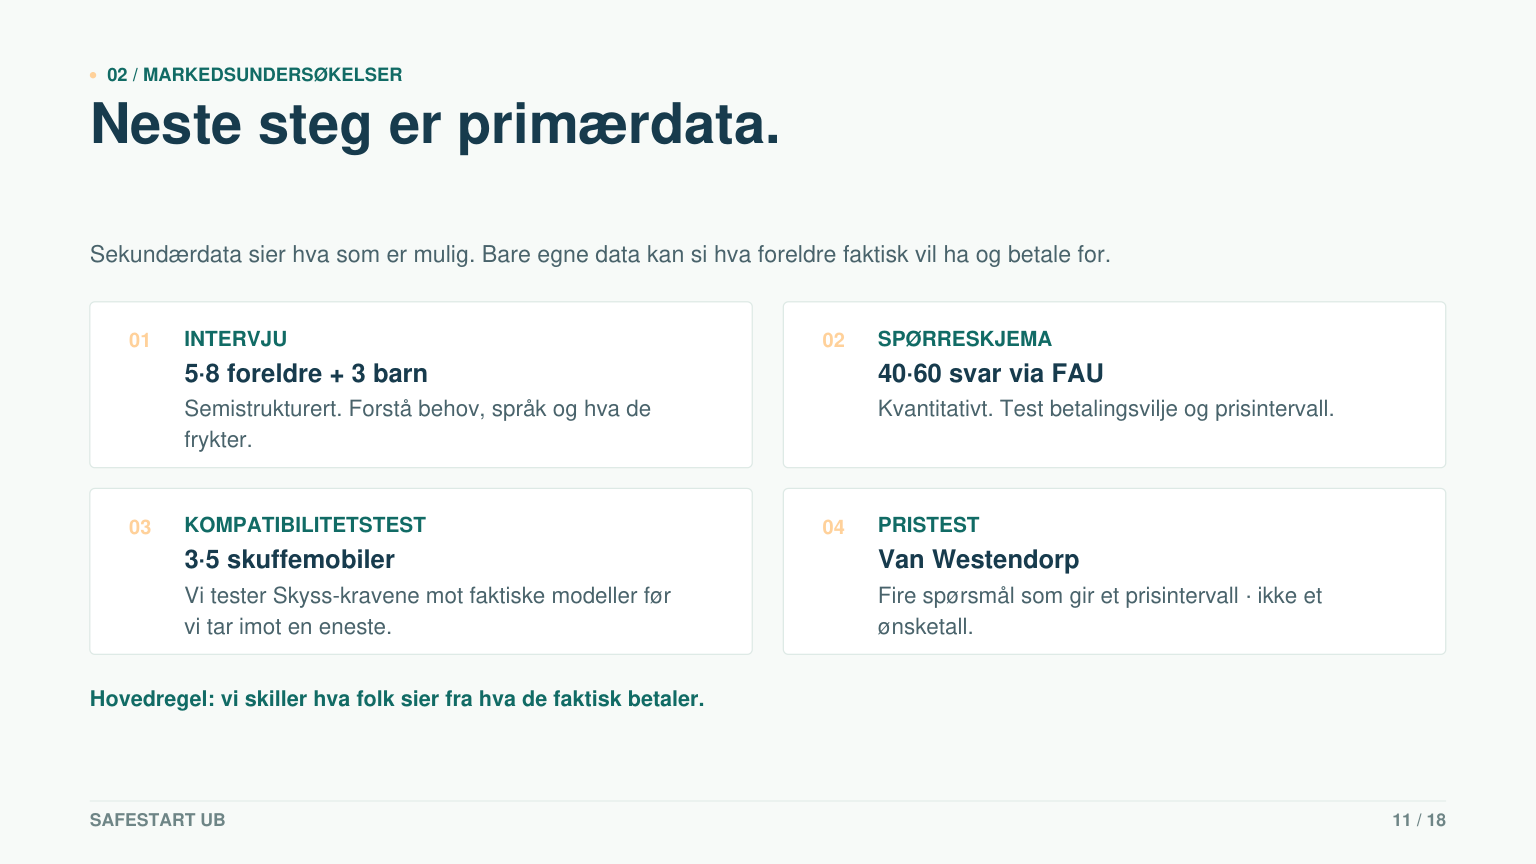 02 / MARKEDSUNDERSØKELSER
Neste steg er primærdata.
Sekundærdata sier hva som er mulig. Bare egne data kan si hva foreldre faktisk vil ha og betale for.
01
INTERVJU
5·8 foreldre + 3 barn
Semistrukturert. Forstå behov, språk og hva de
frykter.
02
SPØRRESKJEMA
40·60 svar via FAU
Kvantitativt. Test betalingsvilje og prisintervall.
03
KOMPATIBILITETSTEST
3·5 skuffemobiler
Vi tester Skyss-kravene mot faktiske modeller før
vi tar imot en eneste.
04
PRISTEST
Van Westendorp
Fire spørsmål som gir et prisintervall · ikke et
ønsketall.
Hovedregel: vi skiller hva folk sier fra hva de faktisk betaler.
SAFESTART UB
11 / 18